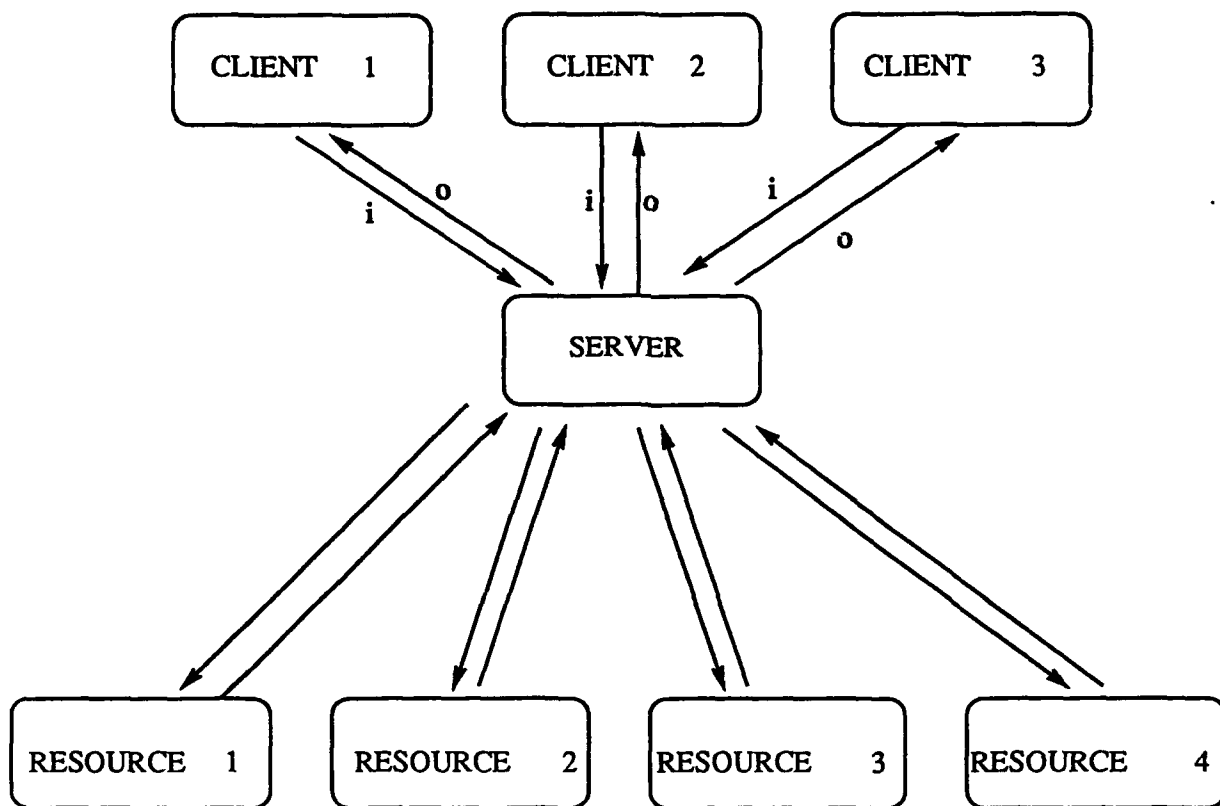 CLIENT 1
CLIENT 2
CLIENT 3
o
i
i
o
i
o
SERVER
RESOURCE 1
RESOURCE 2
RESOURCE 3
RESOURCE 4